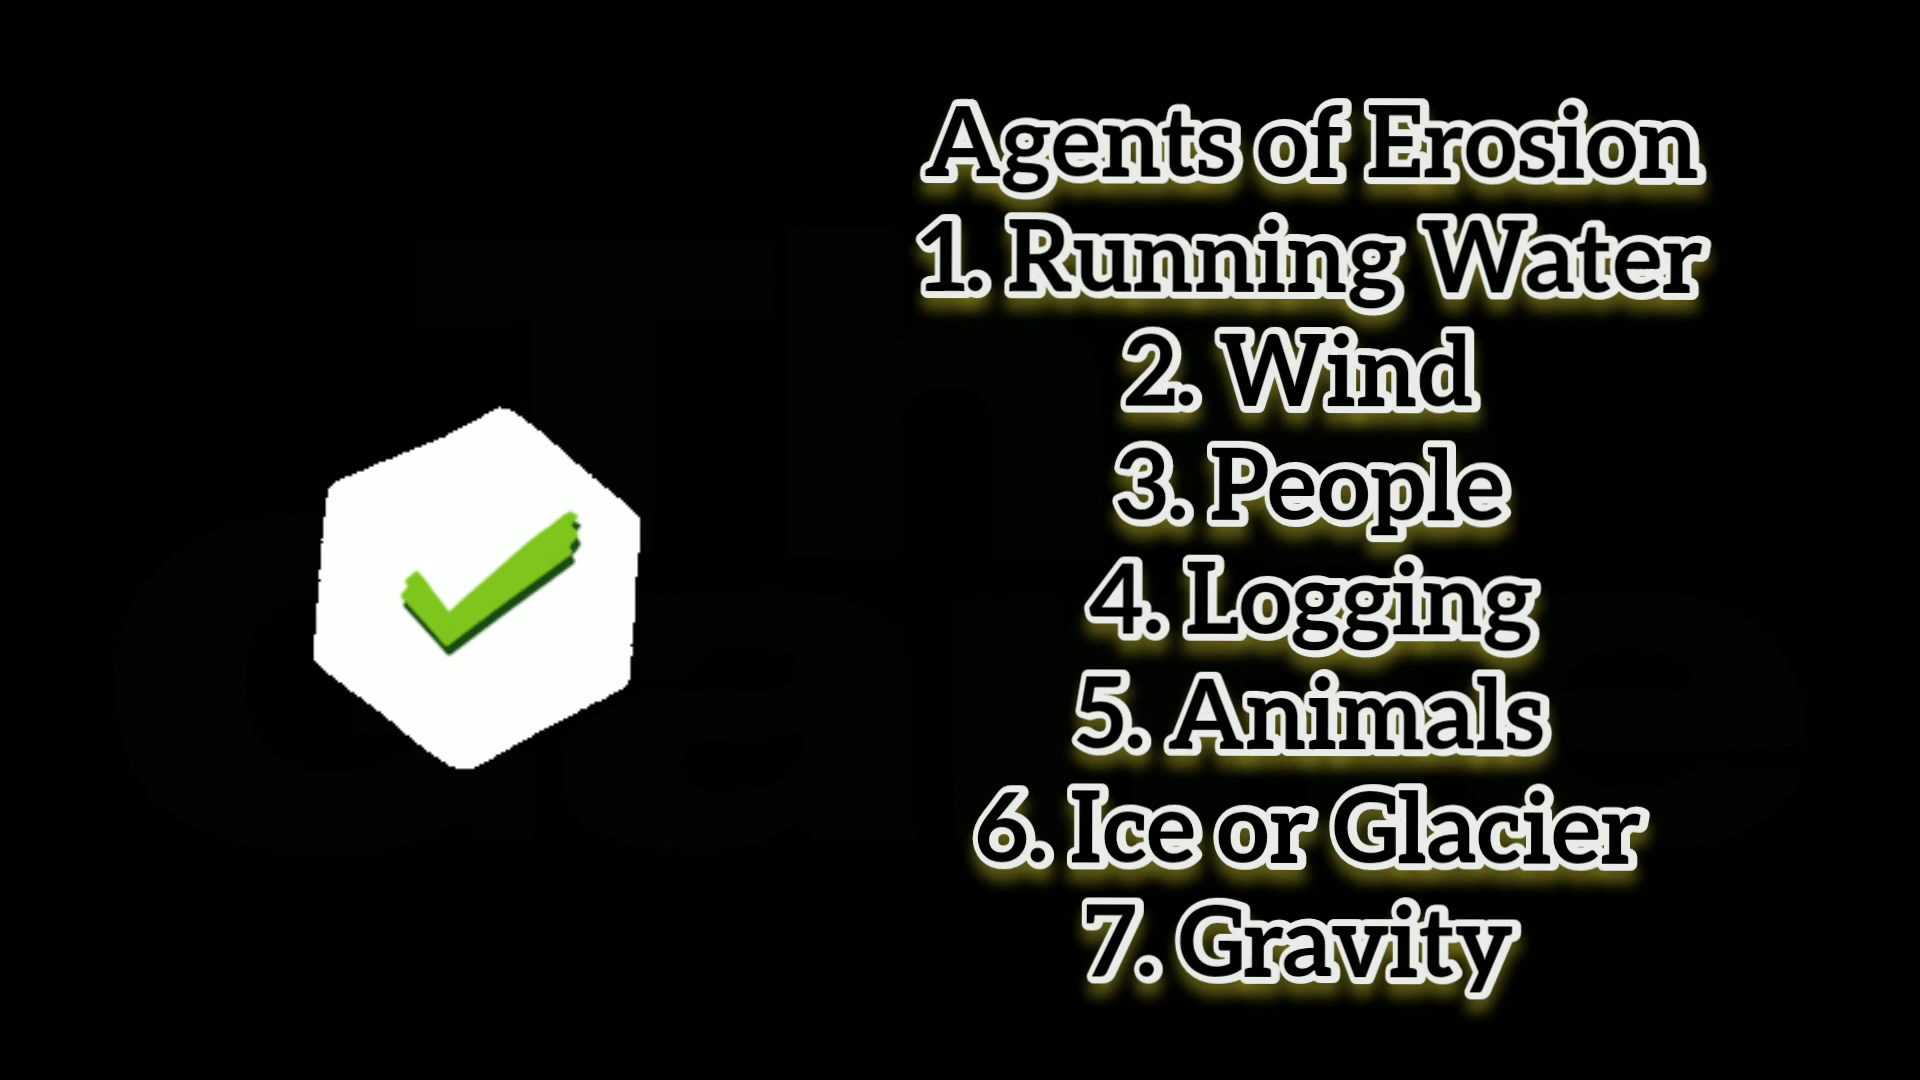 Agents of Erosion
1. Running Water
2. Wind
3. People
4. Logging
5. Animals
6. Ice or Glacier
7. Gravity